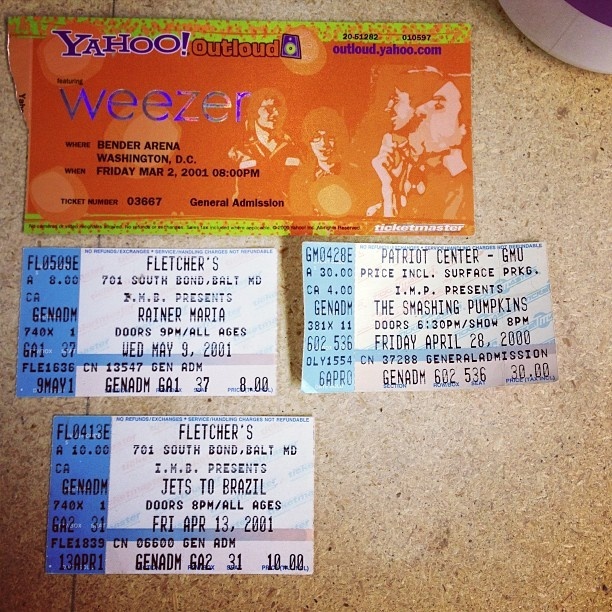 YAHOO! Outloud
20-51282 010597
outloud.yahoo.com
featuring
weezer
WHERE BENDER ARENA
WASHINGTON, D.C.
WHEN FRIDAY MAR 2, 2001 08:00PM
TICKET NUMBER 03667 General Admission
ticketmaster
NO REFUNDS/EXCHANGES * SERVICE/HANDLING CHARGES NOT REFUNDABLE
FL0509E FLETCHER'S
A 8.00 701 SOUTH BOND,BALT MD
CA I.M.B. PRESENTS
GENADM RAINER MARIA
740X 1 DOORS 9PM/ALL AGES
GA1 37 WED MAY 9, 2001
FLE1636 CN 13547 GEN ADM
9MAY1 GENADM GA1 37 8.00
NO REFUNDS/EXCHANGES * SERVICE/HANDLING CHARGES NOT REFUNDABLE
GM0428E PATRIOT CENTER - GMU
A 30.00 PRICE INCL. SURFACE PRKG.
CA 4.00 I.M.P. PRESENTS
GENADM THE SMASHING PUMPKINS
381X 11 DOORS 6:30PM/SHOW 8PM
602 536 FRIDAY APRIL 28, 2000
OLY1554 CN 37288 GENERALADMISSION
6APR0 GENADM 602 536 30.00
NO REFUNDS/EXCHANGES * SERVICE/HANDLING CHARGES NOT REFUNDABLE
FL0413E FLETCHER'S
A 10.00 701 SOUTH BOND,BALT MD
CA I.M.B. PRESENTS
GENADM JETS TO BRAZIL
740X 1 DOORS 8PM/ALL AGES
GA2 31 FRI APR 13, 2001
FLE1839 CN 06600 GEN ADM
13APR1 GENADM GA2 31 10.00